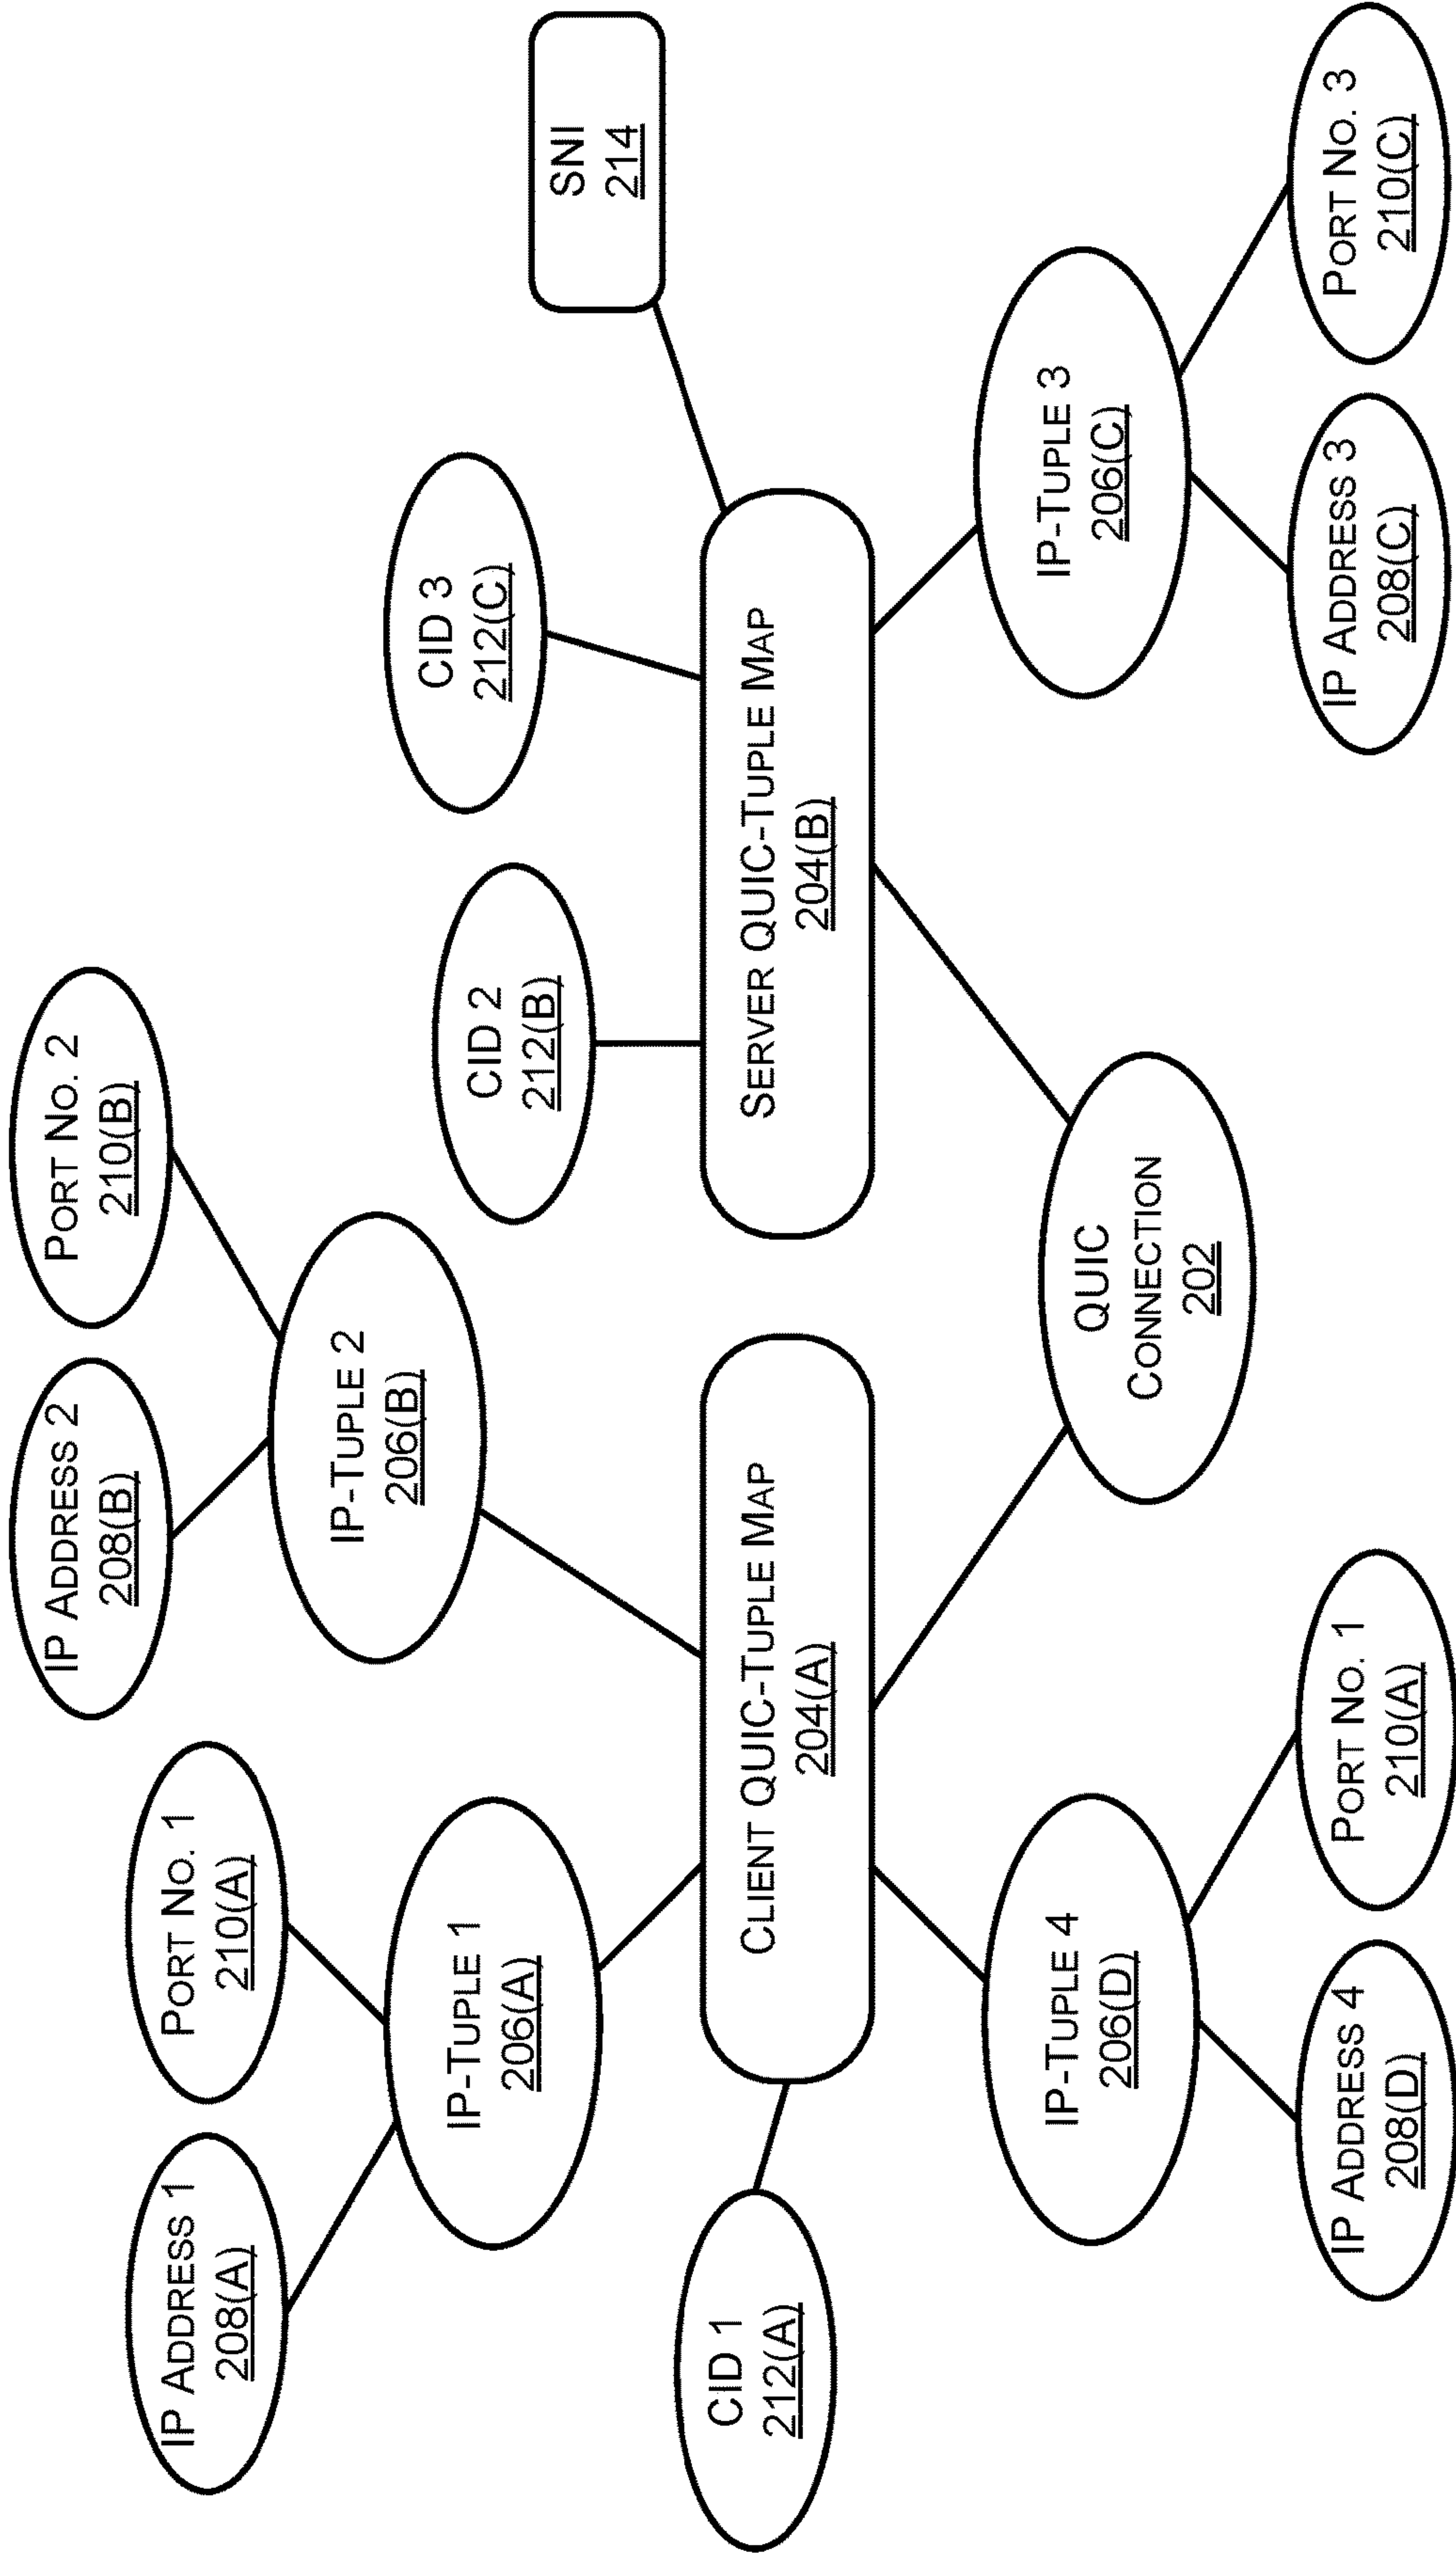 IP ADDRESS 1
208(A)
PORT NO. 1
210(A)
IP ADDRESS 2
208(B)
PORT NO. 2
210(B)
IP-TUPLE 1
206(A)
IP-TUPLE 2
206(B)
CID 2
212(B)
CID 3
212(C)
SNI
214
CID 1
212(A)
CLIENT QUIC-TUPLE MAP
204(A)
SERVER QUIC-TUPLE MAP
204(B)
IP-TUPLE 4
206(D)
QUIC
CONNECTION
202
IP-TUPLE 3
206(C)
IP ADDRESS 4
208(D)
PORT NO. 1
210(A)
IP ADDRESS 3
208(C)
PORT NO. 3
210(C)